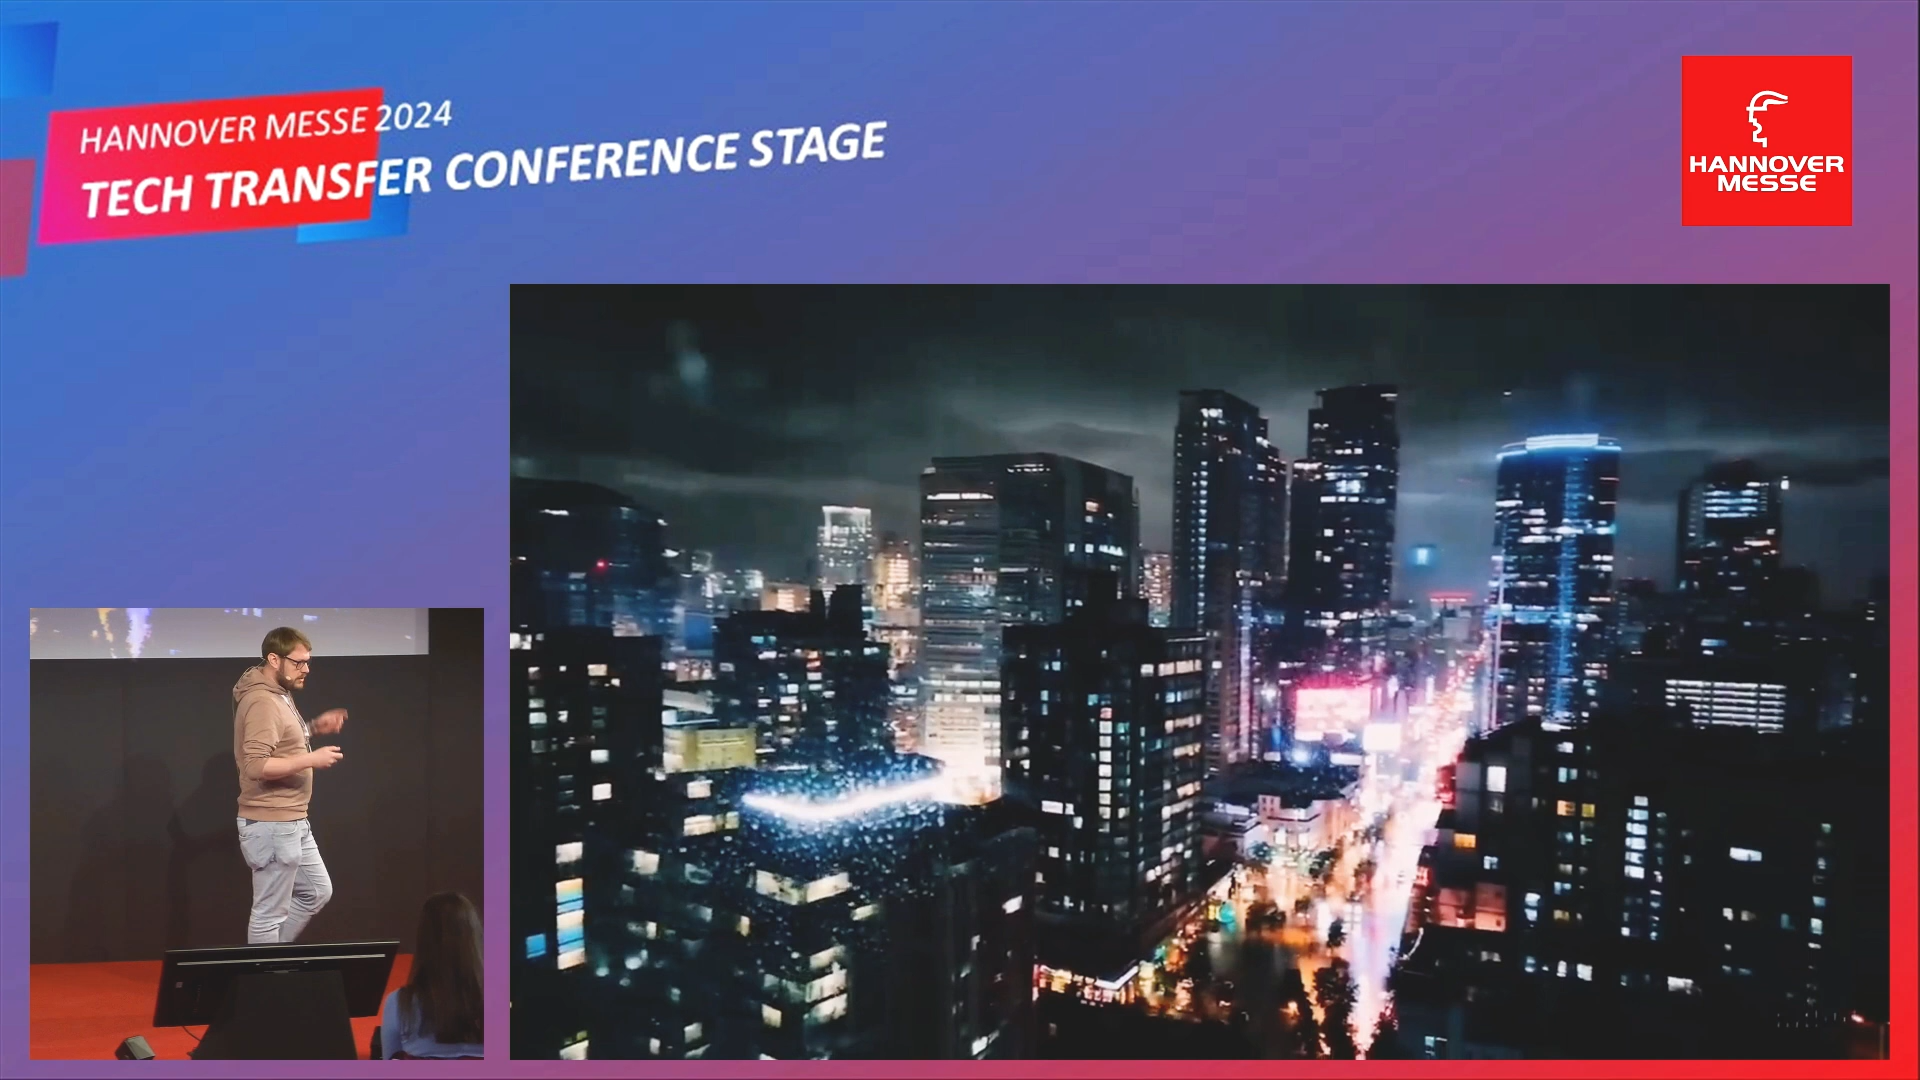 HANNOVER MESSE 2024
TECH TRANSFER CONFERENCE STAGE
HANNOVER
MESSE